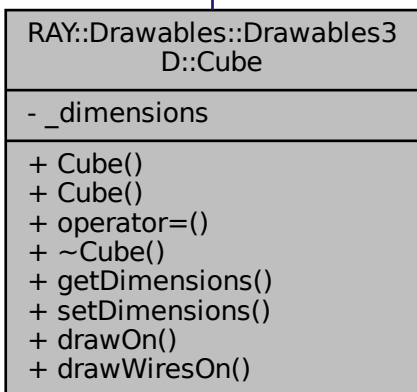 RAY::Drawables::Drawables3
D::Cube
- _dimensions
+ Cube()
+ Cube()
+ operator=()
+ ~Cube()
+ getDimensions()
+ setDimensions()
+ drawOn()
+ drawWiresOn()